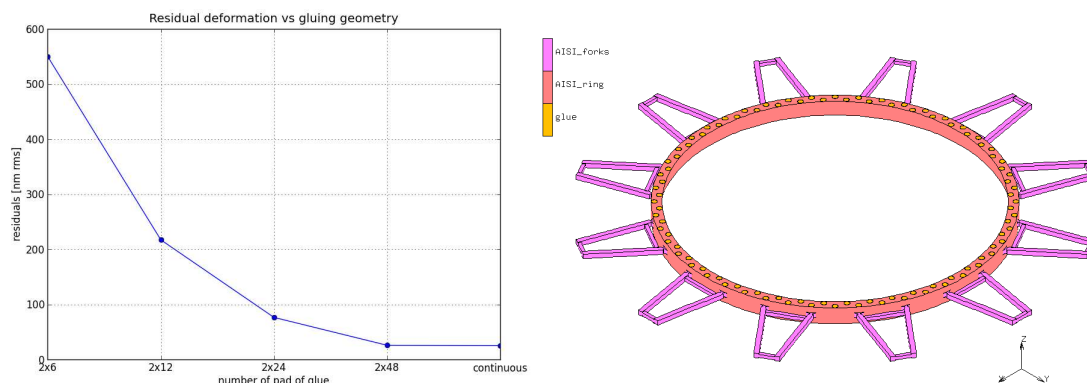 Residual deformation vs gluing geometry
600
500
400
300
200
100
0
residuals [nm rms]
2x6
2x12
2x24
2x48
continuous
number of pad of glue
AISI_forks
AISI_ring
glue
Z
X
Y